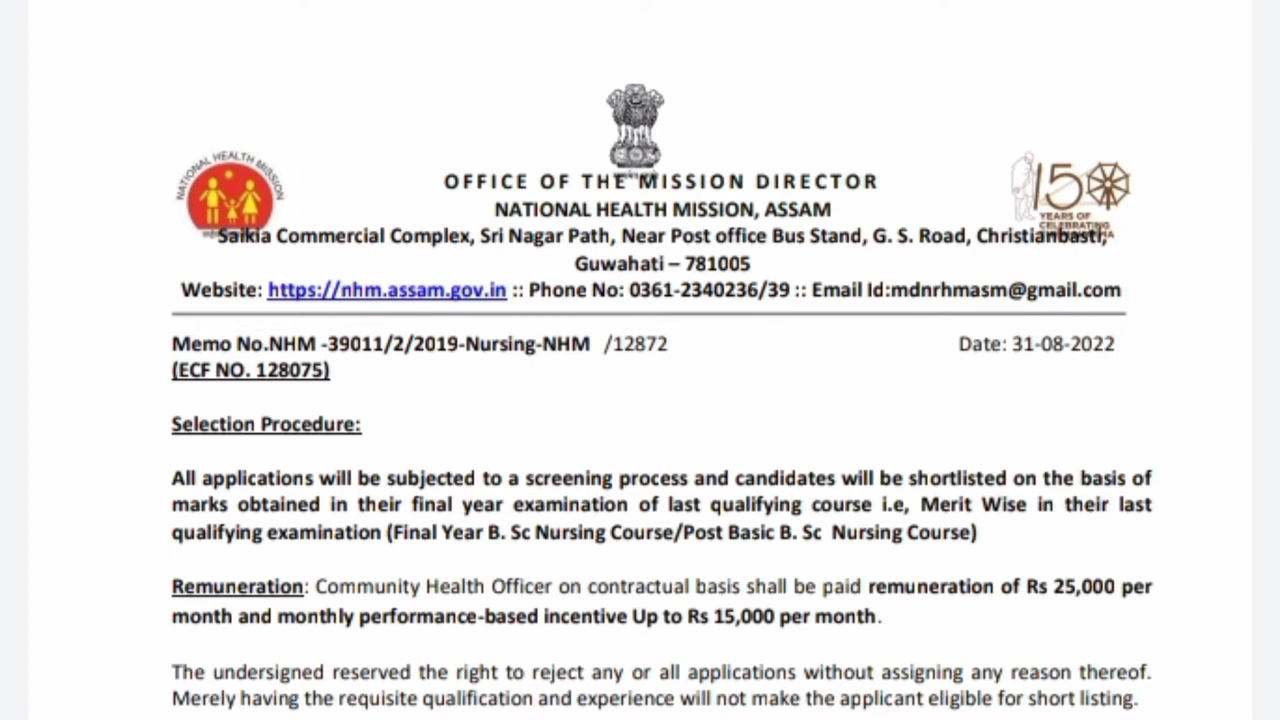 NATIONAL HEALTH MISSION
OFFICE OF THE MISSION DIRECTOR
NATIONAL HEALTH MISSION, ASSAM
150
YEARS OF
CELEBRATING
Saikia Commercial Complex, Sri Nagar Path, Near Post office Bus Stand, G. S. Road, Christianbasti,
Guwahati – 781005
Website: https://nhm.assam.gov.in :: Phone No: 0361-2340236/39 :: Email Id:mdnrhmasm@gmail.com
Memo No.NHM -39011/2/2019-Nursing-NHM /12872 Date: 31-08-2022
(ECF NO. 128075)
Selection Procedure:
All applications will be subjected to a screening process and candidates will be shortlisted on the basis of
marks obtained in their final year examination of last qualifying course i.e, Merit Wise in their last
qualifying examination (Final Year B. Sc Nursing Course/Post Basic B. Sc Nursing Course)
Remuneration: Community Health Officer on contractual basis shall be paid remuneration of Rs 25,000 per
month and monthly performance-based incentive Up to Rs 15,000 per month.
The undersigned reserved the right to reject any or all applications without assigning any reason thereof.
Merely having the requisite qualification and experience will not make the applicant eligible for short listing.